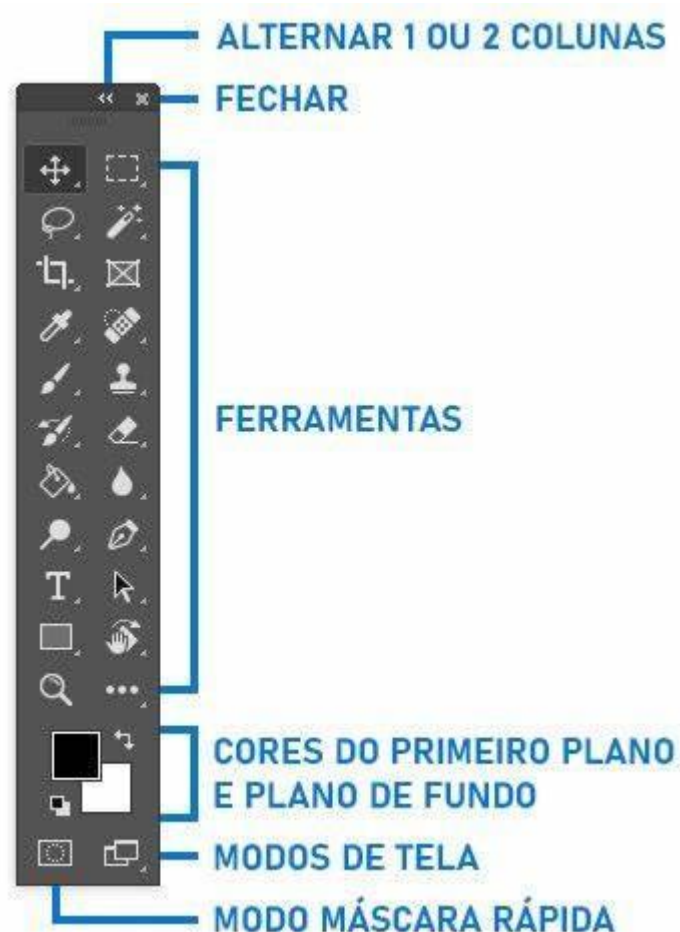 ALTERNAR 1 OU 2 COLUNAS
FECHAR
FERRAMENTAS
T
CORES DO PRIMEIRO PLANO
E PLANO DE FUNDO
MODOS DE TELA
MODO MÁSCARA RÁPIDA